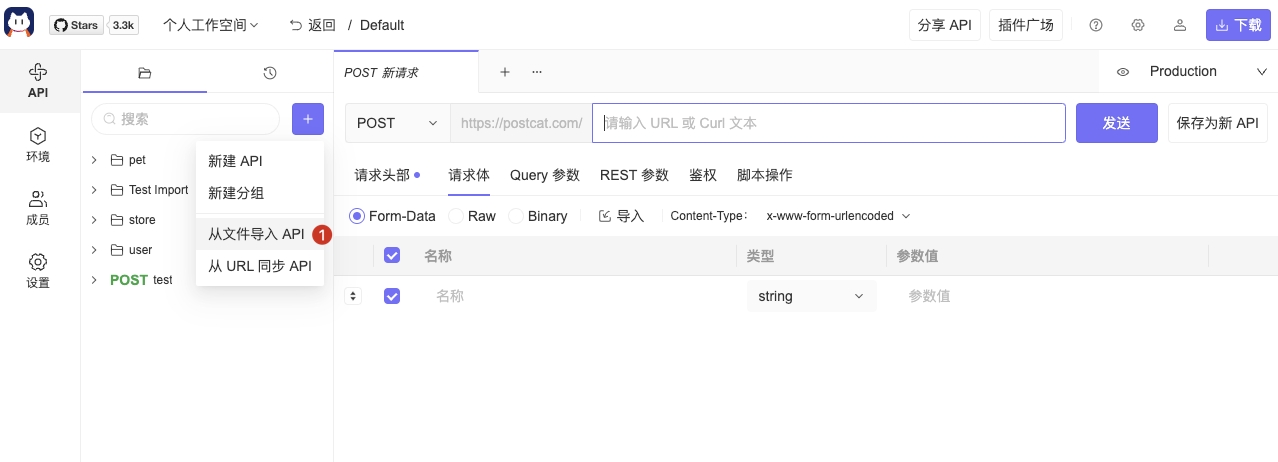 Stars 3.3k 个人工作空间 返回 / Default 分享 API 插件广场 下载
API
环境
成员
设置
搜索
pet
Test Import
store
user
POST test
新建 API
新建分组
从文件导入 API 1
从 URL 同步 API
POST 新请求 + ... Production
POST https://postcat.com/ 请输入 URL 或 Curl 文本 发送 保存为新 API
请求头部 请求体 Query 参数 REST 参数 鉴权 脚本操作
Form-Data Raw Binary 导入 Content-Type: x-www-form-urlencoded
名称 类型 参数值
名称 string 参数值